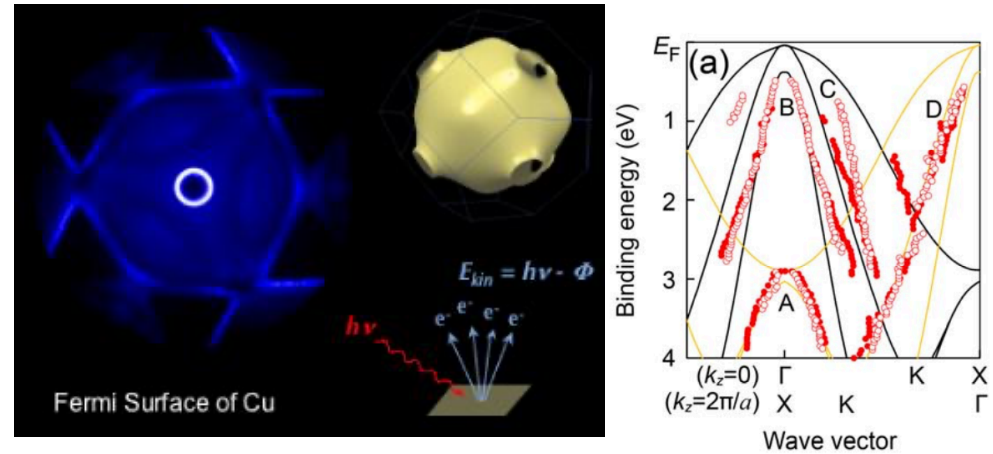 E_kin = hν - Φ
e⁻ e⁻ e⁻ e⁻
hν
Fermi Surface of Cu
(a)
E_F
1
2
3
4
Binding energy (eV)
A
B
C
D
(k_z=0) Γ K X
(k_z=2π/a) X K Γ
Wave vector